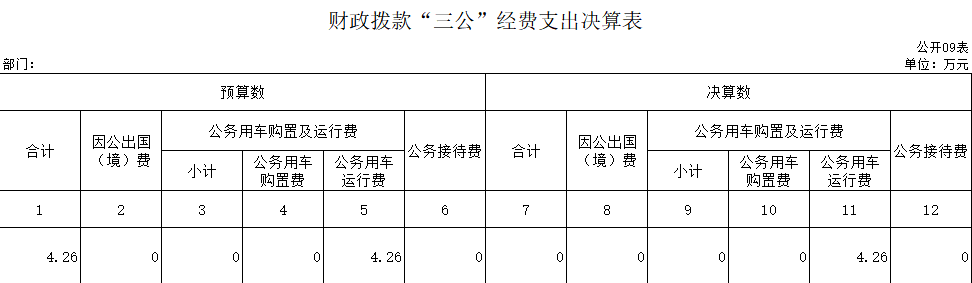 财政拨款“三公”经费支出决算表
公开09表
部门： 单位：万元
预算数 决算数
合计 因公出国（境）费 公务用车购置及运行费 公务接待费 合计 因公出国（境）费 公务用车购置及运行费 公务接待费
小计 公务用车购置费 公务用车运行费 小计 公务用车购置费 公务用车运行费
1 2 3 4 5 6 7 8 9 10 11 12
4.26 0 0 0 4.26 0 0 0 0 0 4.26 0